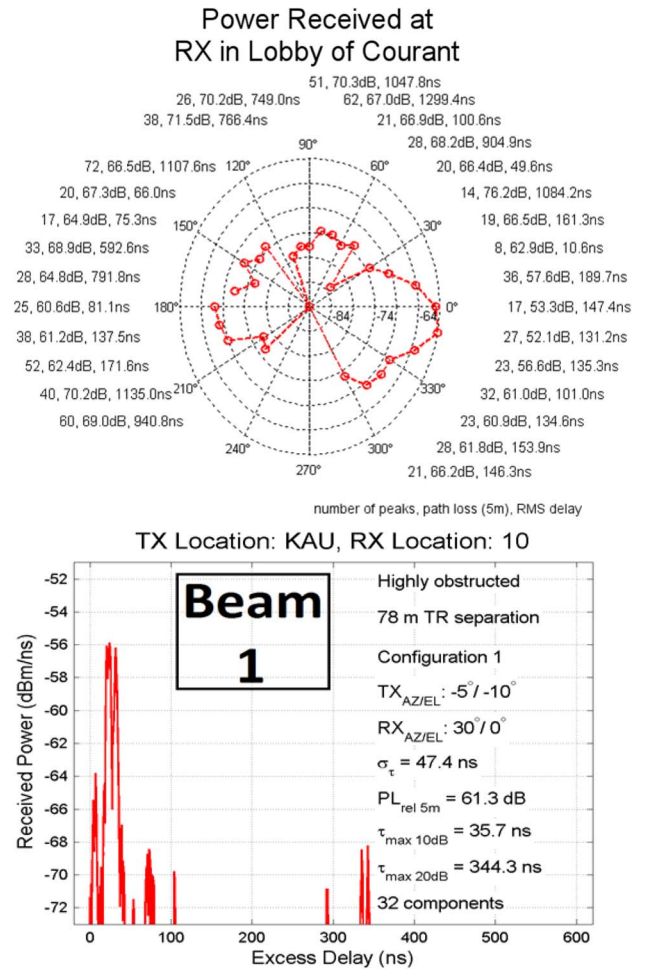 Power Received at
RX in Lobby of Courant
51, 70.3dB, 1047.8ns
26, 70.2dB, 749.0ns
62, 67.0dB, 1299.4ns
38, 71.5dB, 766.4ns
21, 66.9dB, 100.6ns
28, 68.2dB, 904.9ns
72, 66.5dB, 1107.6ns
20, 66.4dB, 49.6ns
20, 67.3dB, 66.0ns
14, 76.2dB, 1084.2ns
17, 64.9dB, 75.3ns
19, 66.5dB, 161.3ns
33, 68.9dB, 592.6ns
8, 62.9dB, 10.6ns
28, 64.8dB, 791.8ns
36, 57.6dB, 189.7ns
25, 60.6dB, 81.1ns
17, 53.3dB, 147.4ns
38, 61.2dB, 137.5ns
27, 52.1dB, 131.2ns
52, 62.4dB, 171.6ns
23, 56.6dB, 135.3ns
40, 70.2dB, 1135.0ns
32, 61.0dB, 101.0ns
60, 69.0dB, 940.8ns
23, 60.9dB, 134.6ns
28, 61.8dB, 153.9ns
21, 66.2dB, 146.3ns
90°
120°
60°
150°
30°
180°
-84
-74
-64
0°
210°
330°
240°
300°
270°
number of peaks, path loss (5m), RMS delay
TX Location: KAU, RX Location: 10
Received Power (dBm/ns)
-52
-54
-56
-58
-60
-62
-64
-66
-68
-70
-72
Beam
1
Highly obstructed
78 m TR separation
Configuration 1
TX AZ/EL: -5°/ -10°
RX AZ/EL: 30°/ 0°
στ = 47.4 ns
PL rel 5m = 61.3 dB
τ max 10dB = 35.7 ns
τ max 20dB = 344.3 ns
32 components
0
100
200
300
400
500
600
Excess Delay (ns)